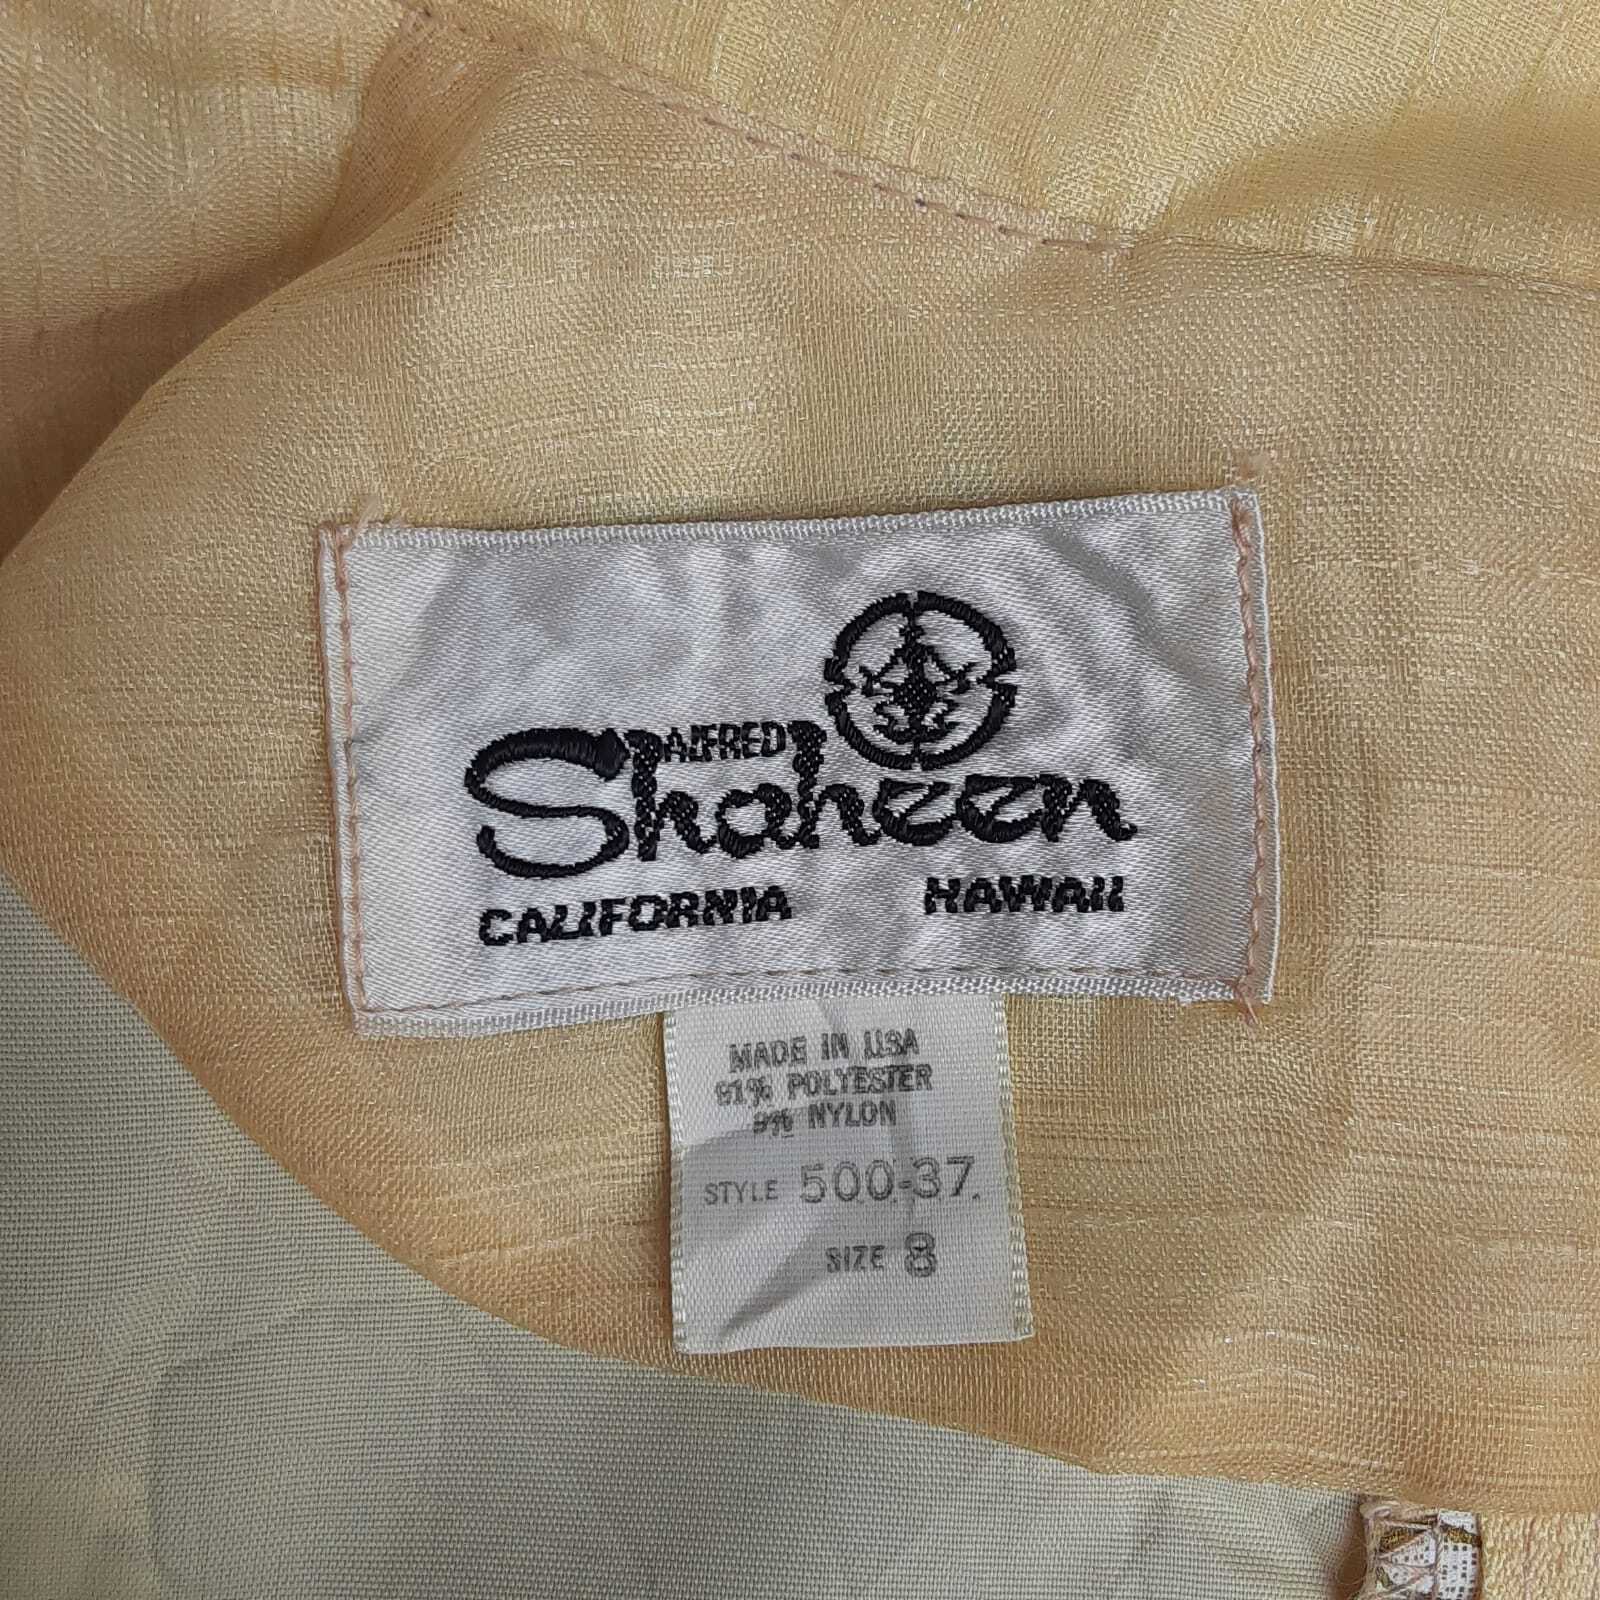 ALFRED
Shaheen
CALIFORNIA HAWAII
MADE IN USA
91% POLYESTER
9% NYLON
STYLE 500-37.
SIZE 8